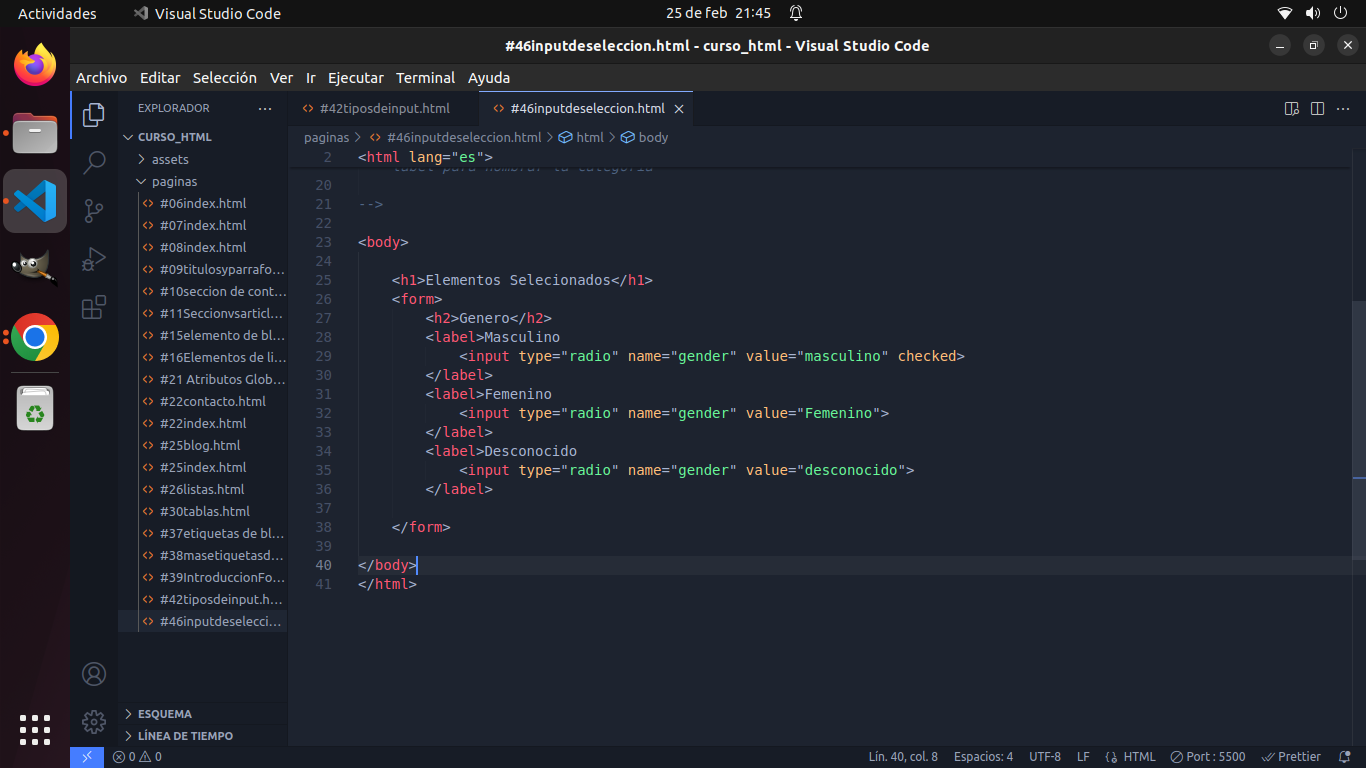 Actividades
Visual Studio Code
25 de feb 21:45
#46inputdeseleccion.html - curso_html - Visual Studio Code
Archivo Editar Selección Ver Ir Ejecutar Terminal Ayuda
EXPLORADOR
CURSO_HTML
assets
paginas
#06index.html
#07index.html
#08index.html
#09titulosyparrafo...
#10seccion de cont...
#11Seccionvsarticl...
#15elemento de bl...
#16Elementos de li...
#21 Atributos Glob...
#22contacto.html
#22index.html
#25blog.html
#25index.html
#26listas.html
#30tablas.html
#37etiquetas de bl...
#38masetiquetasd...
#39IntroduccionFo...
#42tiposdeinput.h...
#46inputdeselecci...
ESQUEMA
LÍNEA DE TIEMPO
#42tiposdeinput.html
#46inputdeseleccion.html
paginas > #46inputdeseleccion.html > html > body
2 <html lang="es">
label para nombrar la categoria
20
21 -->
22
23 <body>
24
25 <h1>Elementos Selecionados</h1>
26 <form>
27 <h2>Genero</h2>
28 <label>Masculino
29 <input type="radio" name="gender" value="masculino" checked>
30 </label>
31 <label>Femenino
32 <input type="radio" name="gender" value="Femenino">
33 </label>
34 <label>Desconocido
35 <input type="radio" name="gender" value="desconocido">
36 </label>
37
38 </form>
39
40 </body>
41 </html>
0 0
Lín. 40, col. 8
Espacios: 4
UTF-8
LF
HTML
Port : 5500
Prettier